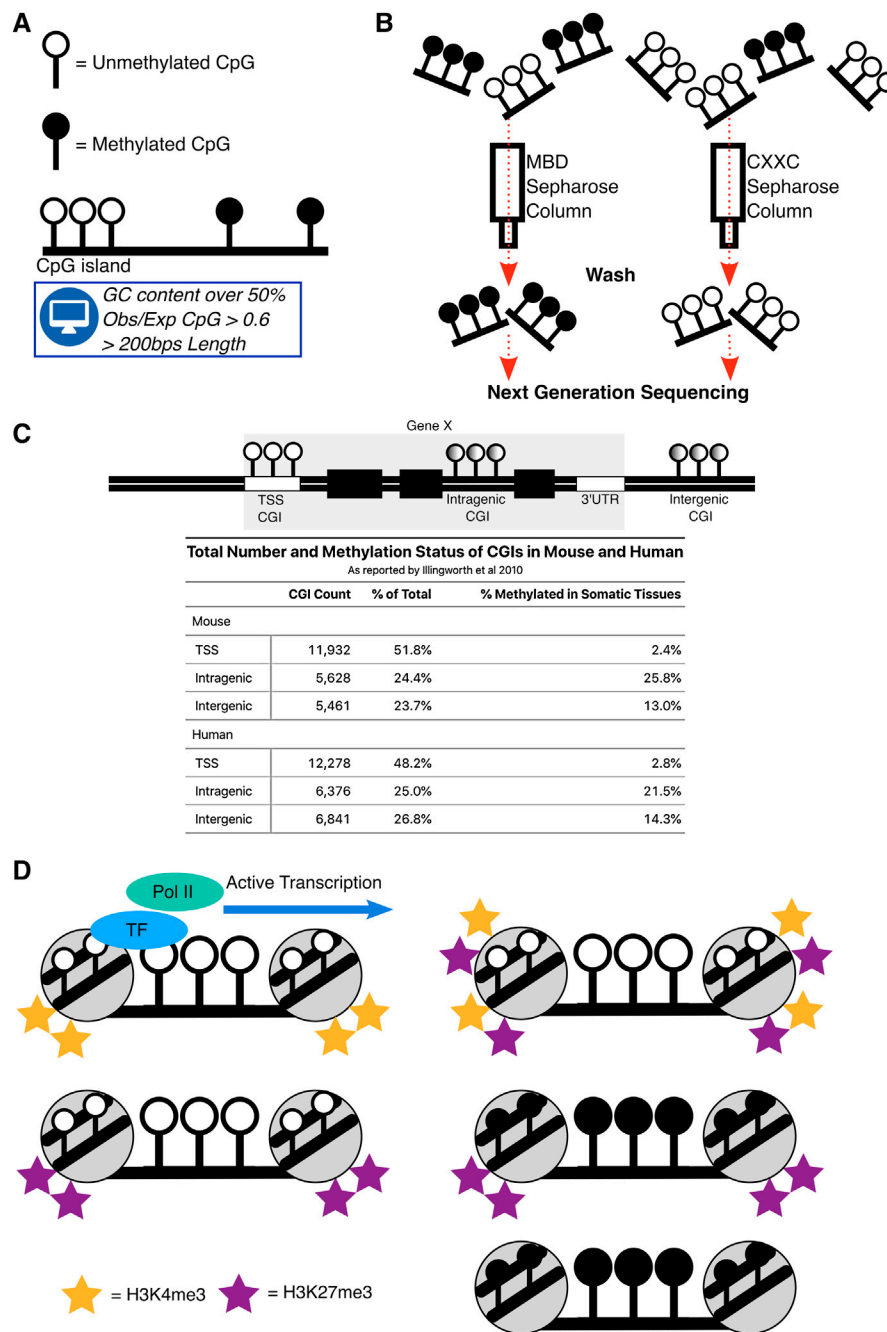 A
= Unmethylated CpG
= Methylated CpG
CpG island
GC content over 50%
Obs/Exp CpG > 0.6
> 200bps Length
B
MBD
Sepharose
Column
CXXC
Sepharose
Column
Wash
Next Generation Sequencing
C
Gene X
TSS
CGI
Intragenic
CGI
3'UTR
Intergenic
CGI
Total Number and Methylation Status of CGIs in Mouse and Human
As reported by Illingworth et al 2010
CGI Count % of Total % Methylated in Somatic Tissues
Mouse
TSS 11,932 51.8% 2.4%
Intragenic 5,628 24.4% 25.8%
Intergenic 5,461 23.7% 13.0%
Human
TSS 12,278 48.2% 2.8%
Intragenic 6,376 25.0% 21.5%
Intergenic 6,841 26.8% 14.3%
D
Pol II
TF
Active Transcription
= H3K4me3
= H3K27me3